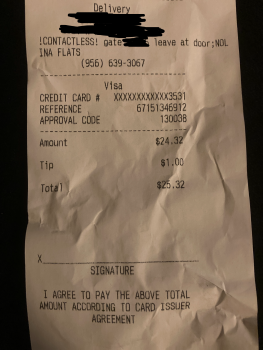 Delivery
!CONTACTLESS! gate leave at door;NOL
INA FLATS
(956) 639-3067
Visa
CREDIT CARD # XXXXXXXXXXXX3531
REFERENCE 67151346912
APPROVAL CODE 130038
Amount $24.32
Tip $1.00
Total $25.32
X
SIGNATURE
I AGREE TO PAY THE ABOVE TOTAL
AMOUNT ACCORDING TO CARD ISSUER
AGREEMENT